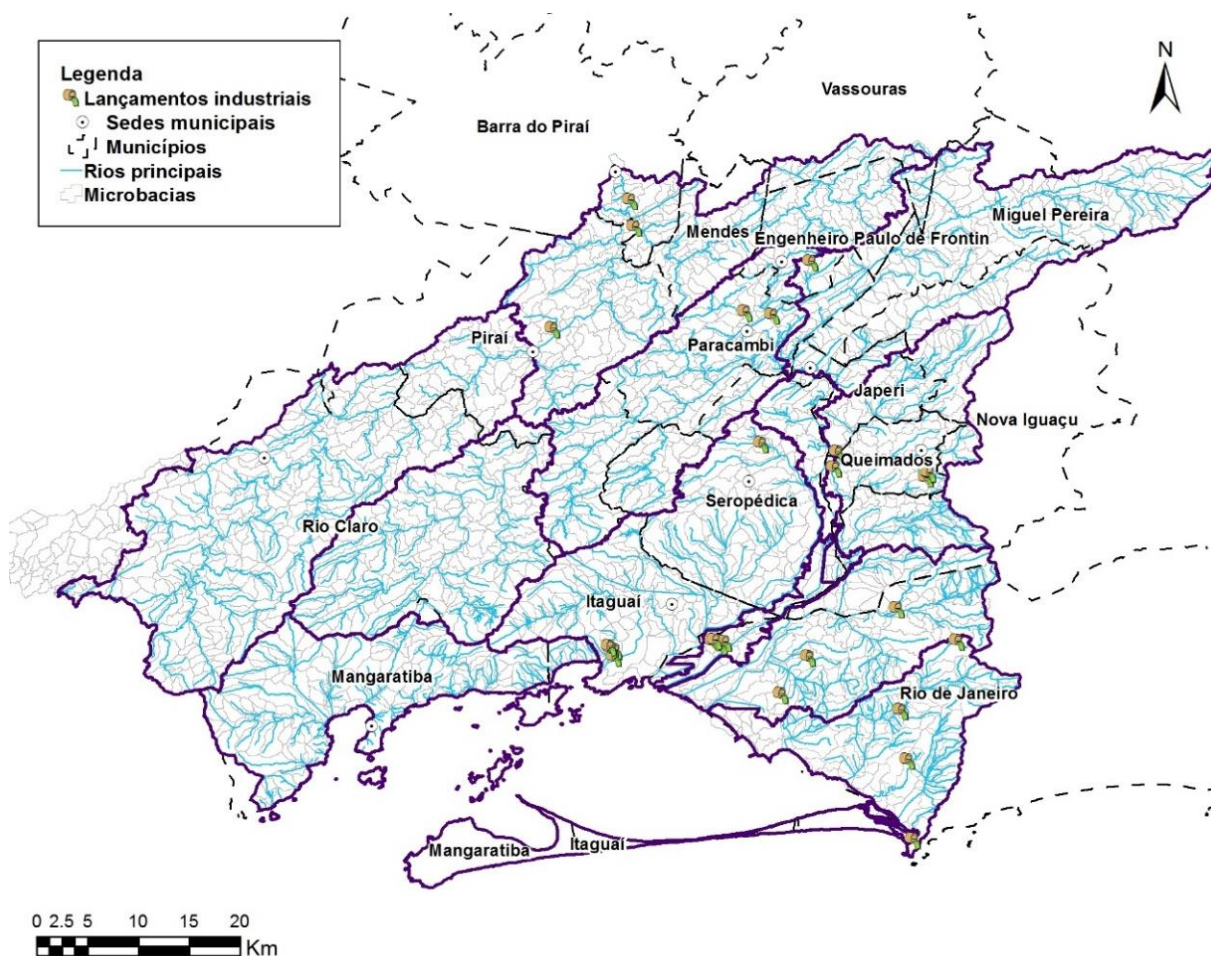 Legenda
Lançamentos industriais
Sedes municipais
Municípios
Rios principais
Microbacias
N
Vassouras
Barra do Piraí
Miguel Pereira
Mendes
Engenheiro Paulo de Frontin
Piraí
Paracambi
Japeri
Nova Iguaçu
Queimados
Seropédica
Rio Claro
Itaguaí
Mangaratiba
Rio de Janeiro
Mangaratiba
Itaguaí
0 2.5 5 10 15 20
Km